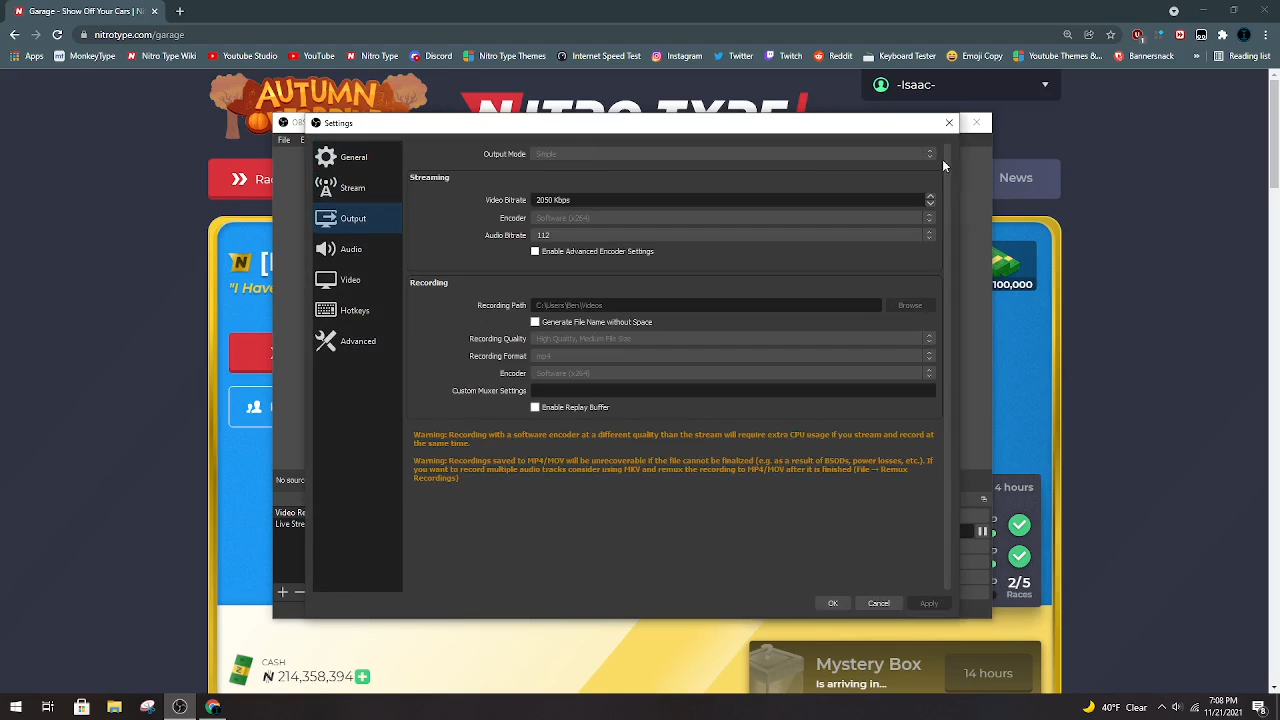 Garage - Someone's Cars | Ni
nitrotype.com/garage
Apps
Monkeytype
Nitro Type Wiki
Youtube Studio
Youtube
Nitro Type
Discord
Keyboard Sets
Instagram
Twitter
Twitch
Reddit
Keyboard Center
Emoji
Youtube Themes &...
Bannersnack
»
Reading list
AUTUMN
NITRO TYPE!
-Isaac-
News
"I Have
100,000
OBS
File
Settings
General
Stream
Output
Audio
Video
Hotkeys
Advanced
Output Mode Simple
Streaming
Video Bitrate 2050 Kbps
Encoder Software (x264)
Audio Bitrate 112
Enable Advanced Encoder Settings
Recording
Recording Path C:\Users\Ben\Videos Browse
Generate File Name without Space
Recording Quality High Quality, Medium File Size
Recording Format mp4
Encoder Software (x264)
Custom Muxer Settings
Enable Replay Buffer
Warning: Recording with a software encoder at a different quality than the stream will require extra CPU usage if you stream and record at
the same time.
Warning: Recordings saved to MP4/MOV will be unrecoverable if the file cannot be finalized (e.g. as a result of BSODs, power losses, etc.). If
you want to record multiple audio tracks consider using MKV and remux the recording to MP4/MOV after it is finished (File → Remux
Recordings)
OK Cancel Apply
No sourc
Video Re
Live Stre
4 hours
2/5
Races
CASH
N 214,358,394
Mystery Box
Is arriving in...
14 hours
40°F Clear
7:08 PM
11/21/2021